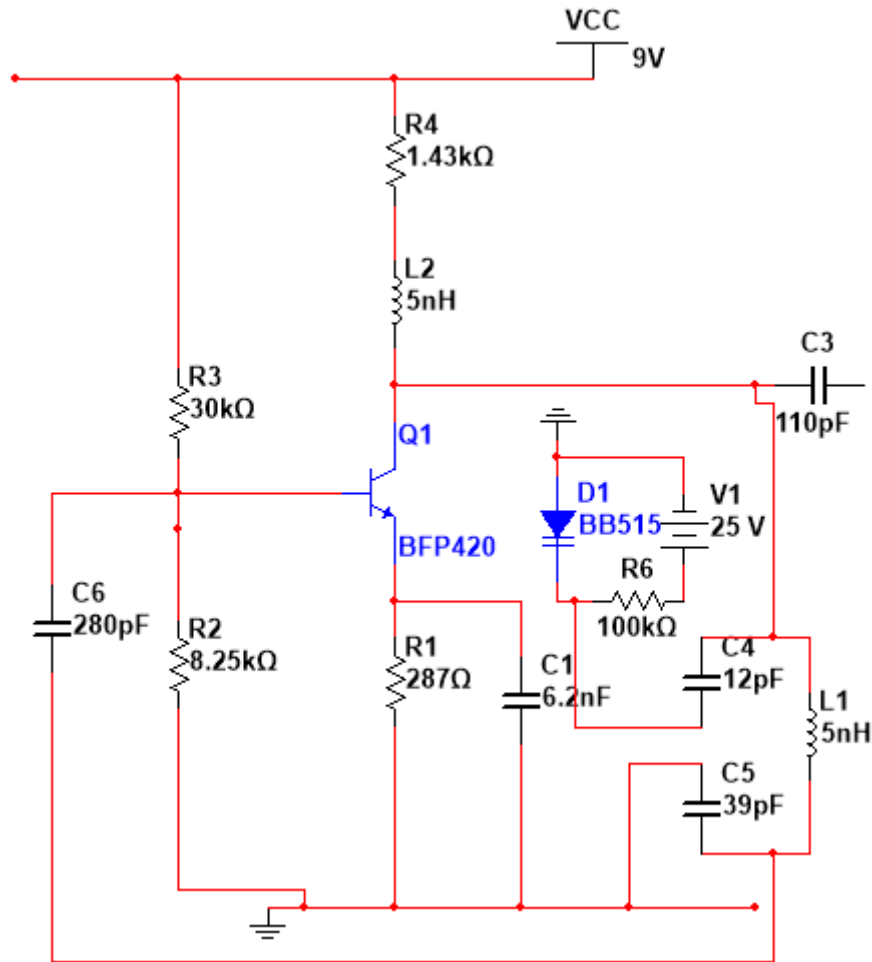 VCC
9V
R4
1.43kΩ
L2
5nH
C3
110pF
R3
30kΩ
Q1
BFP420
D1
BB515
V1
25 V
R6
100kΩ
C6
280pF
R2
8.25kΩ
R1
287Ω
C1
6.2nF
C4
12pF
L1
5nH
C5
39pF